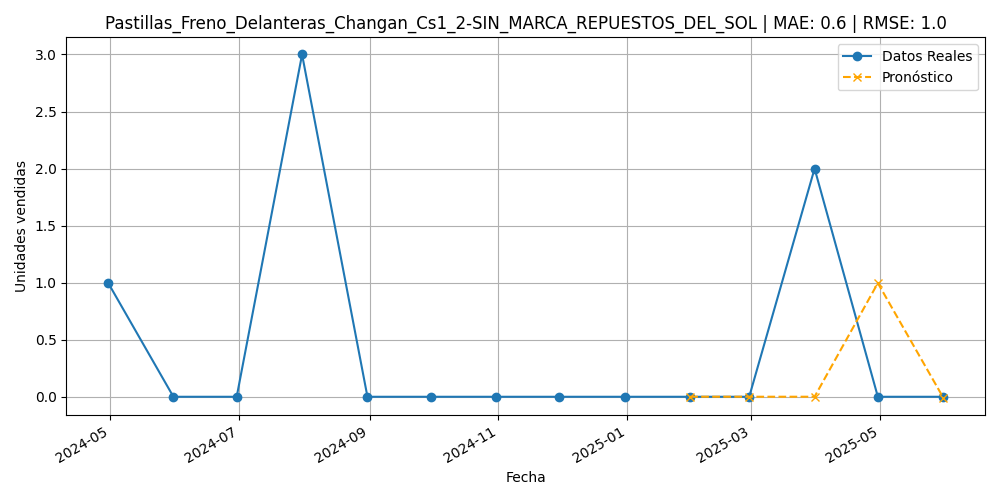 Pastillas_Freno_Delanteras_Changan_Cs1_2-SIN_MARCA_REPUESTOS_DEL_SOL | MAE: 0.6 | RMSE: 1.0
Datos Reales
Pronóstico
Unidades vendidas
3.0
2.5
2.0
1.5
1.0
0.5
0.0
2024-05
2024-07
2024-09
2024-11
2025-01
2025-03
2025-05
Fecha